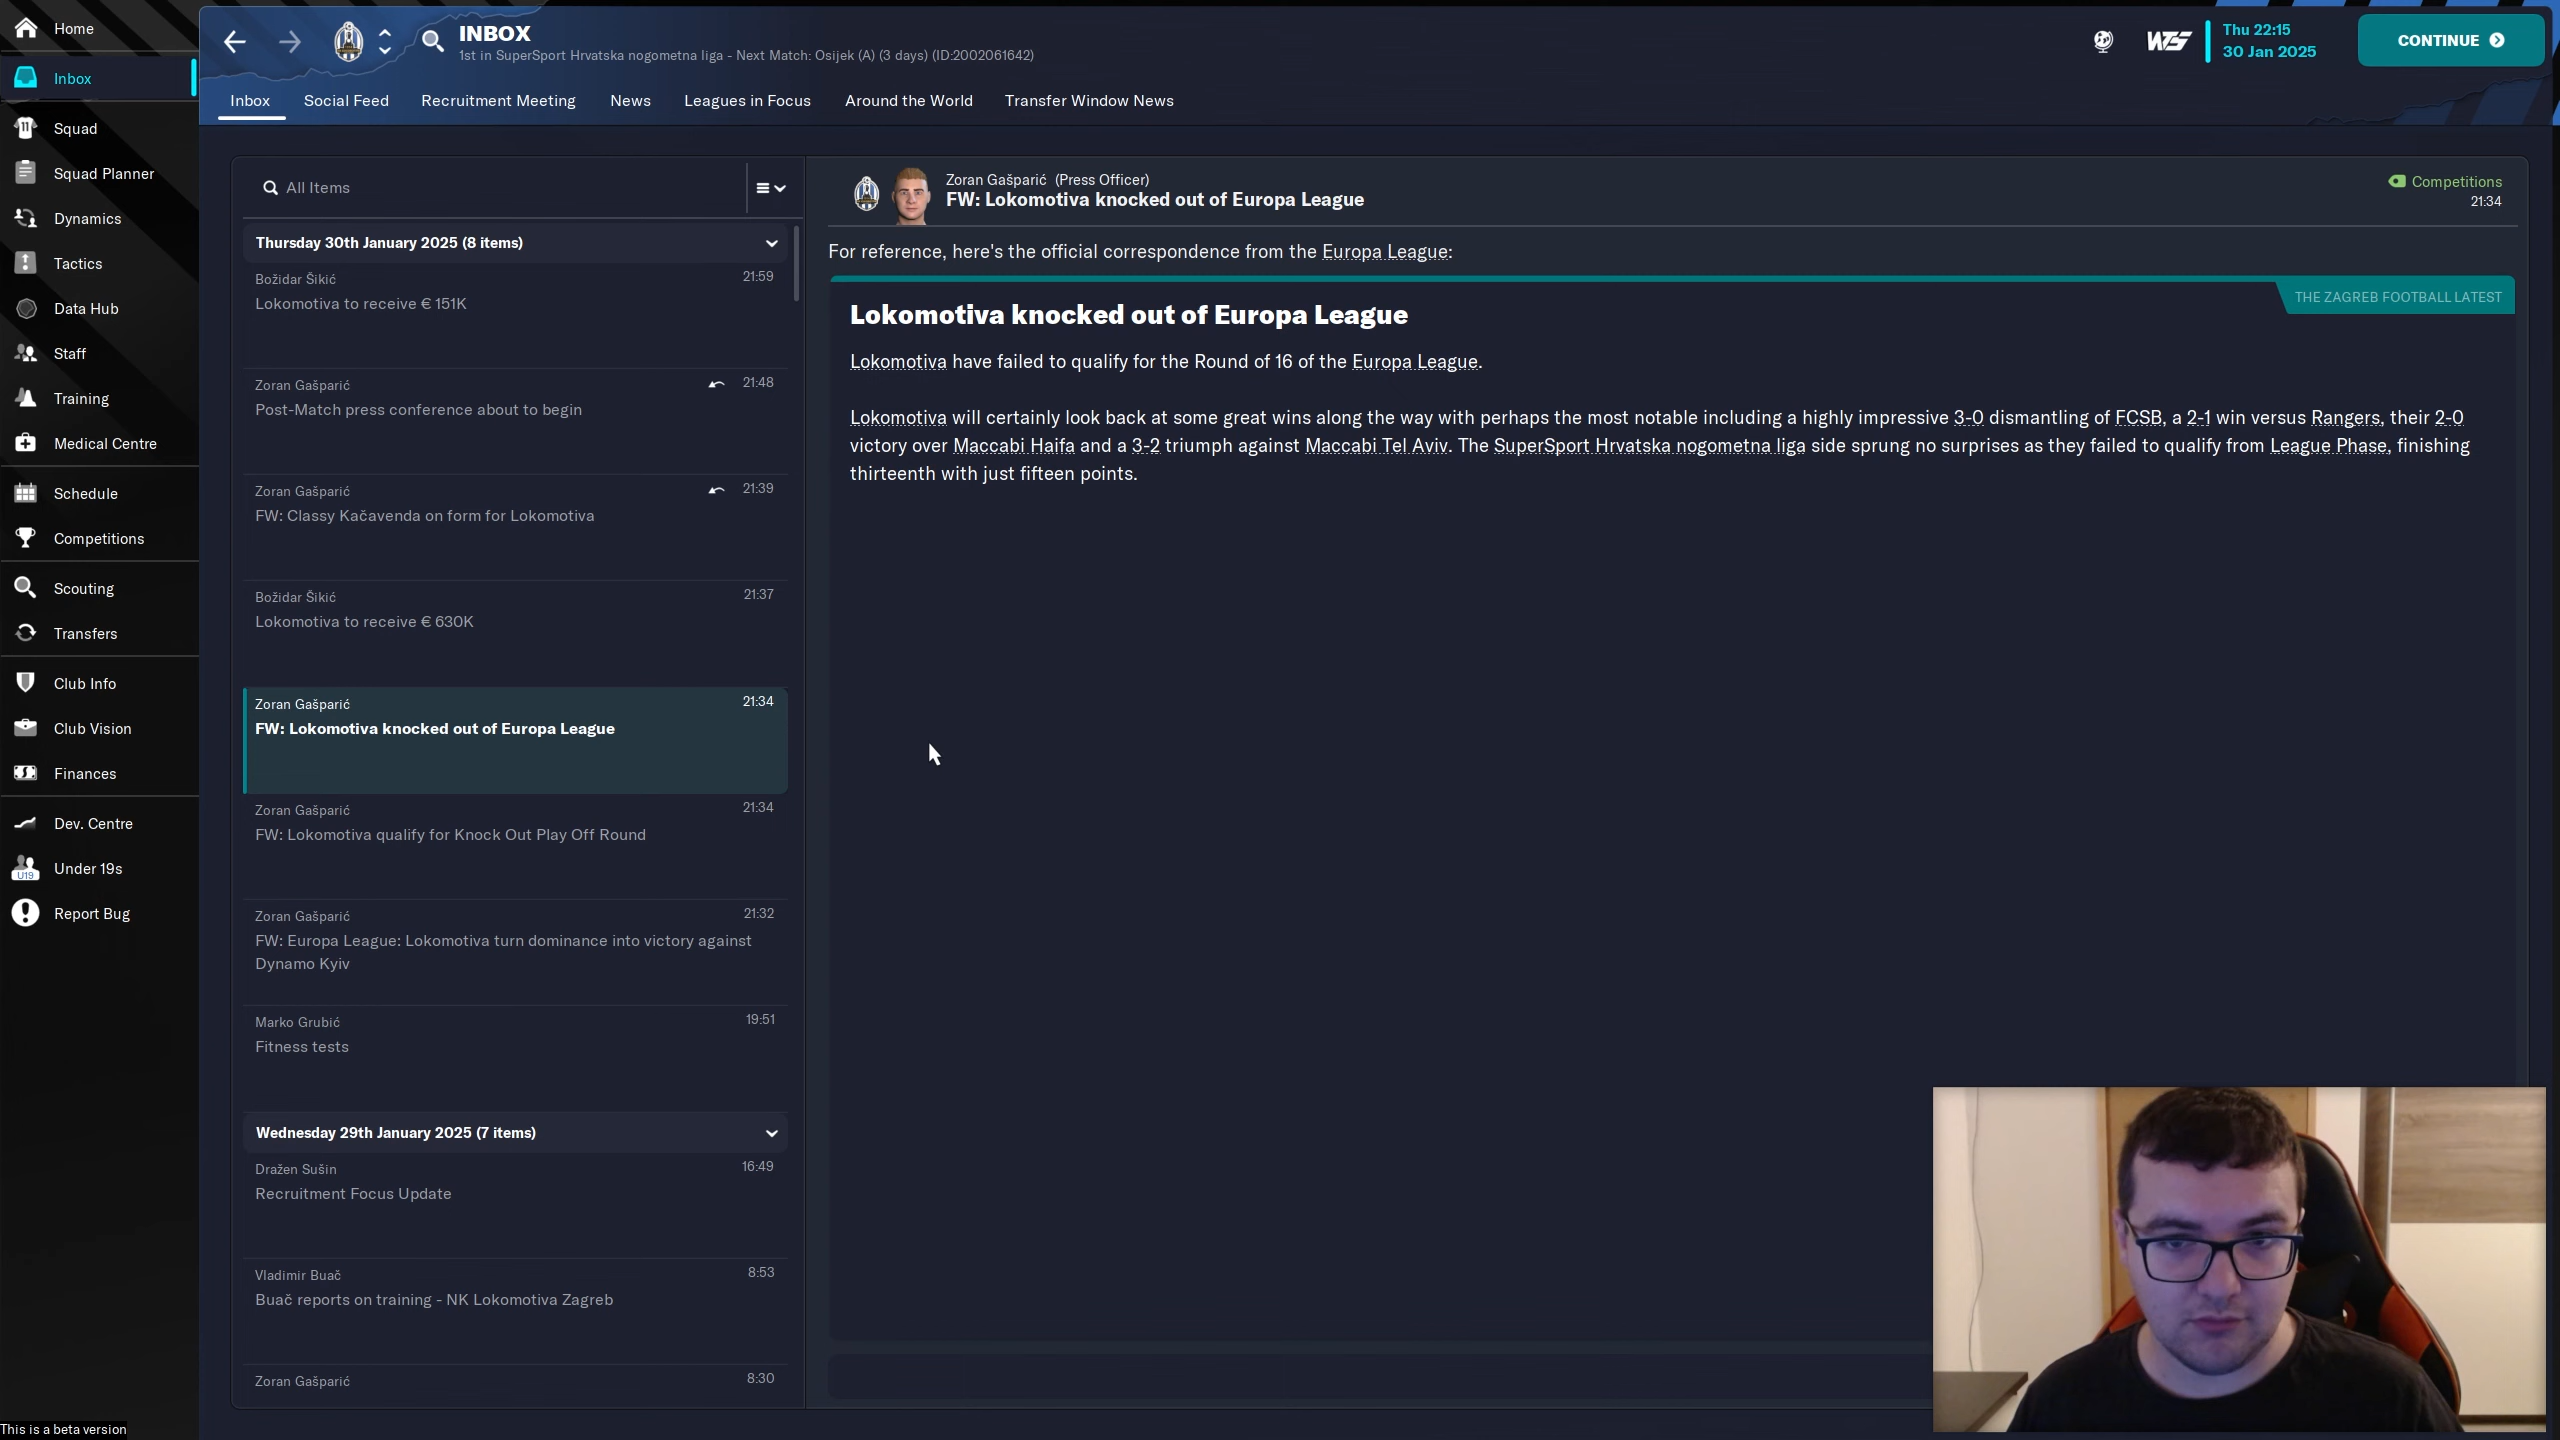 Home
Inbox
Squad
Squad Planner
Dynamics
Tactics
Data Hub
Staff
Training
Medical Centre
Schedule
Competitions
Scouting
Transfers
Club Info
Club Vision
Finances
Dev. Centre
U19
Under 19s
Report Bug
This is a beta version
INBOX
1st in SuperSport Hrvatska nogometna liga - Next Match: Osijek (A) (3 days) (ID:2002061642)
WTS
Thu 22:15
30 Jan 2025
CONTINUE
Inbox Social Feed Recruitment Meeting News Leagues in Focus Around the World Transfer Window News
All Items
Thursday 30th January 2025 (8 items)
Božidar Šikić 21:59
Lokomotiva to receive € 151K
Zoran Gašparić 21:48
Post-Match press conference about to begin
Zoran Gašparić 21:39
FW: Classy Kačavenda on form for Lokomotiva
Božidar Šikić 21:37
Lokomotiva to receive € 630K
Zoran Gašparić 21:34
FW: Lokomotiva knocked out of Europa League
Zoran Gašparić 21:34
FW: Lokomotiva qualify for Knock Out Play Off Round
Zoran Gašparić 21:32
FW: Europa League: Lokomotiva turn dominance into victory against
Dynamo Kyiv
Marko Grubić 19:51
Fitness tests
Wednesday 29th January 2025 (7 items)
Dražen Sušin 16:49
Recruitment Focus Update
Vladimir Buač 8:53
Buač reports on training - NK Lokomotiva Zagreb
Zoran Gašparić 8:30
Zoran Gašparić (Press Officer)
FW: Lokomotiva knocked out of Europa League
Competitions
21:34
For reference, here's the official correspondence from the Europa League:
THE ZAGREB FOOTBALL LATEST
Lokomotiva knocked out of Europa League
Lokomotiva have failed to qualify for the Round of 16 of the Europa League.
Lokomotiva will certainly look back at some great wins along the way with perhaps the most notable including a highly impressive 3-0 dismantling of FCSB, a 2-1 win versus Rangers, their 2-0
victory over Maccabi Haifa and a 3-2 triumph against Maccabi Tel Aviv. The SuperSport Hrvatska nogometna liga side sprung no surprises as they failed to qualify from League Phase, finishing
thirteenth with just fifteen points.